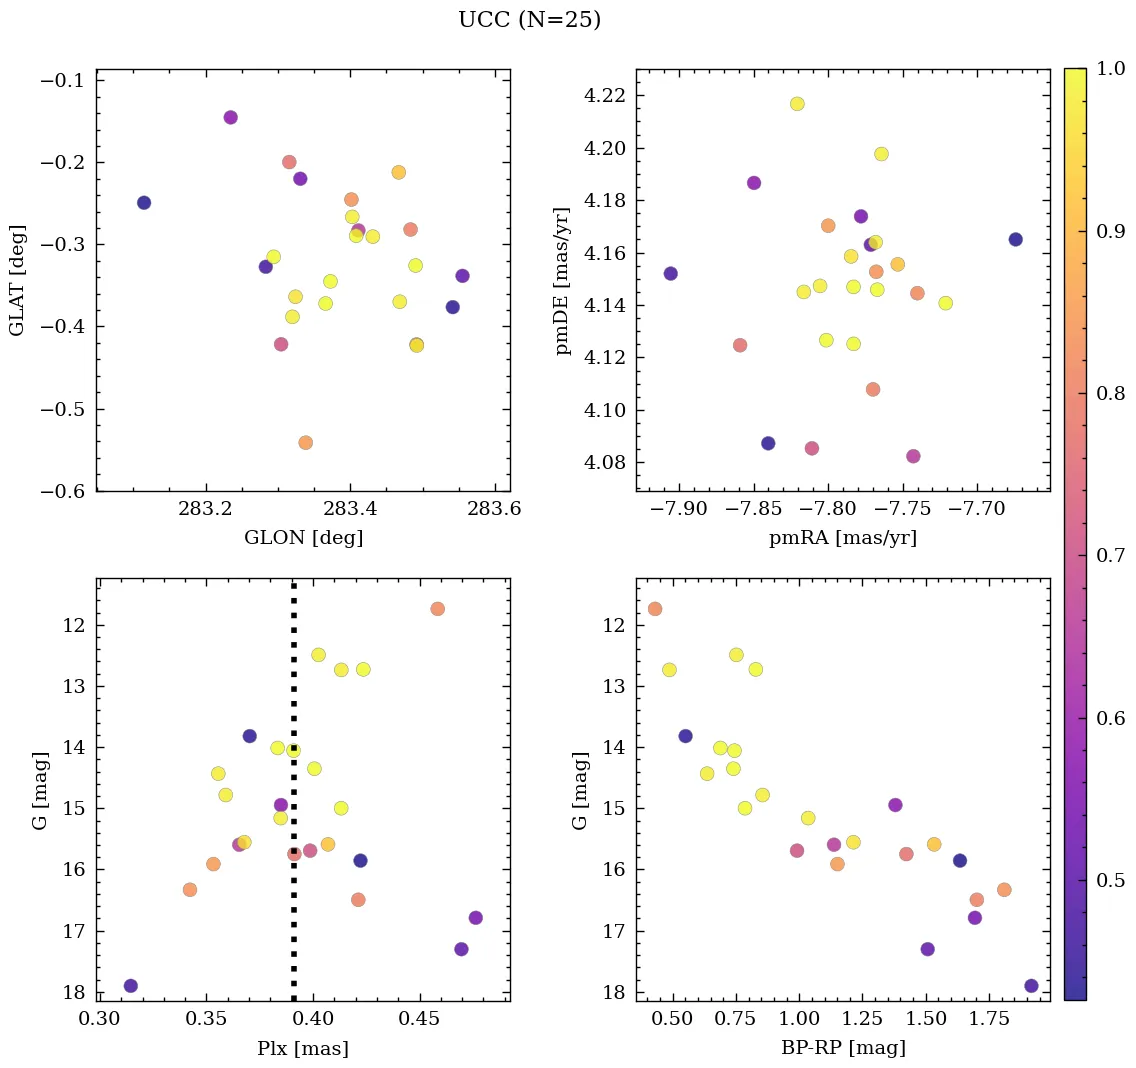 UCC (N=25)
−0.1
−0.2
−0.3
−0.4
−0.5
−0.6
GLAT [deg]
283.2 283.4 283.6
GLON [deg]
4.22
4.20
4.18
4.16
4.14
4.12
4.10
4.08
pmDE [mas/yr]
−7.90 −7.85 −7.80 −7.75 −7.70
pmRA [mas/yr]
12
13
14
15
16
17
18
G [mag]
0.30 0.35 0.40 0.45
Plx [mas]
12
13
14
15
16
17
18
G [mag]
0.50 0.75 1.00 1.25 1.50 1.75
BP-RP [mag]
1.0
0.9
0.8
0.7
0.6
0.5